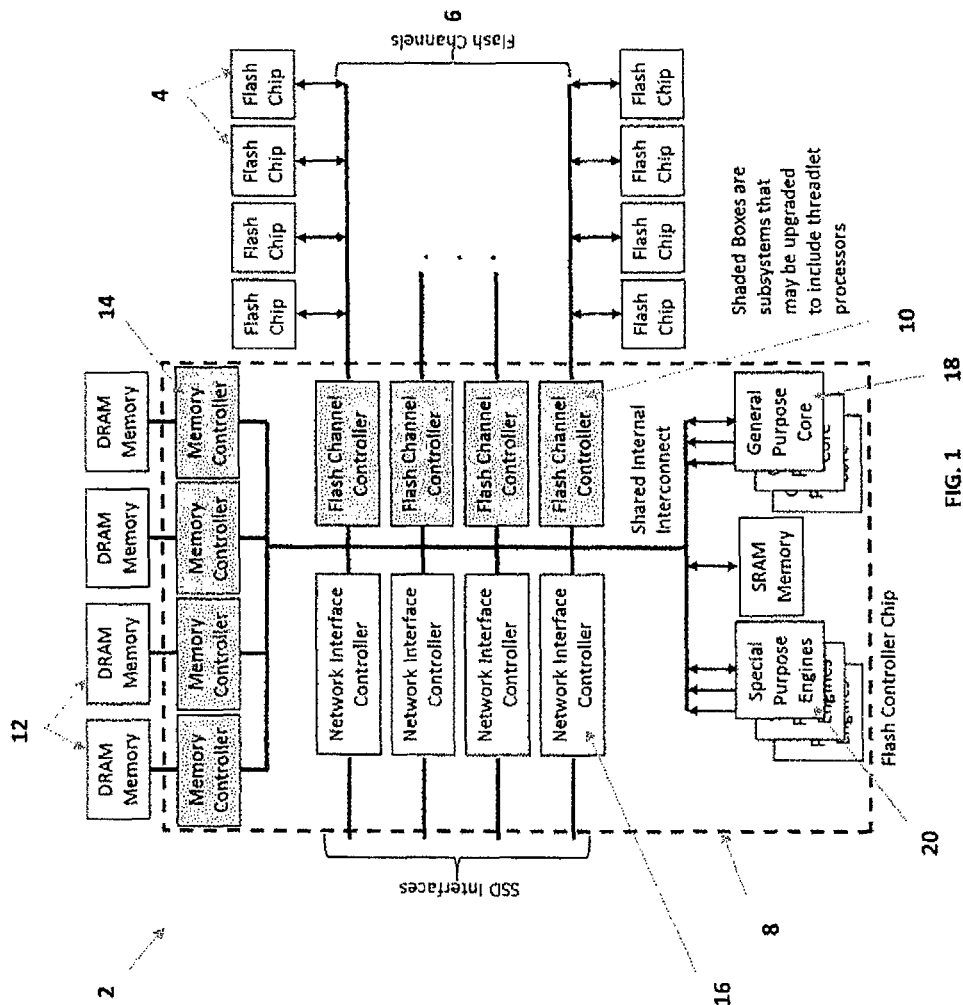 2
12
DRAM
Memory
DRAM
Memory
DRAM
Memory
DRAM
Memory
14
Memory
Controller
Memory
Controller
Memory
Controller
Memory
Controller
4
Flash
Chip
Flash
Chip
Flash
Chip
Flash
Chip
6
Flash Channels
SSD Interfaces
Network Interface
Controller
Network Interface
Controller
Network Interface
Controller
Network Interface
Controller
Flash Channel
Controller
Flash Channel
Controller
Flash Channel
Controller
Flash Channel
Controller
. . .
Flash
Chip
Flash
Chip
Flash
Chip
Flash
Chip
Shared Internal
Interconnect
Special
Purpose
Engines
Engines
Engines
SRAM
Memory
General
Purpose
Core
Core
Shaded Boxes are
subsystems that
may be upgraded
to include threadlet
processors
10
16
8
Flash Controller Chip
20
18
FIG. 1